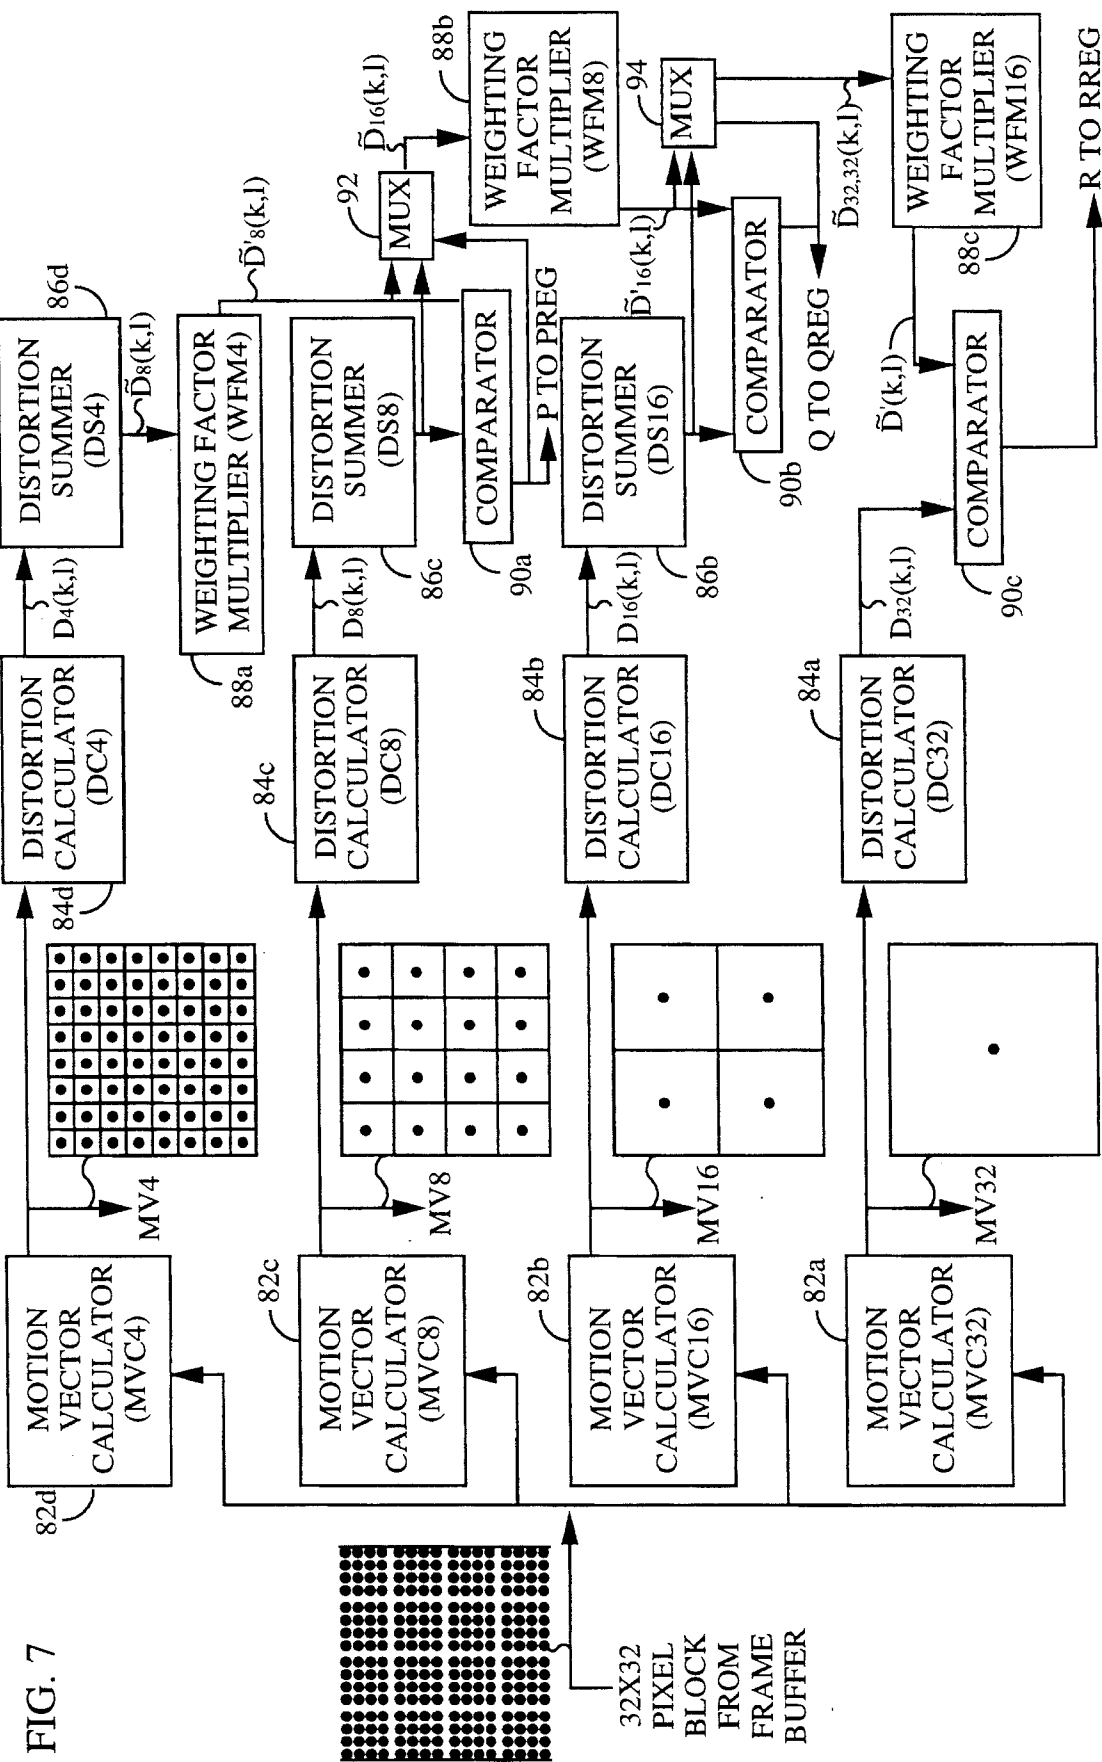 FIG. 7
32X32
PIXEL
BLOCK
FROM
FRAME
BUFFER
82d
MOTION
VECTOR
CALCULATOR
(MVC4)
MV4
84d
DISTORTION
CALCULATOR
(DC4)
D4(k,l)
DISTORTION
SUMMER
(DS4)
86d
D̃8(k,l)
88a
WEIGHTING FACTOR
MULTIPLIER (WFM4)
D̃'8(k,l)
82c
MOTION
VECTOR
CALCULATOR
(MVC8)
MV8
84c
DISTORTION
CALCULATOR
(DC8)
D8(k,l)
86c
DISTORTION
SUMMER
(DS8)
90a
COMPARATOR
P TO PREG
92
MUX
D̃16(k,l)
88b
WEIGHTING
FACTOR
MULTIPLIER
(WFM8)
D̃'16(k,l)
82b
MOTION
VECTOR
CALCULATOR
(MVC16)
MV16
84b
DISTORTION
CALCULATOR
(DC16)
D16(k,l)
86b
DISTORTION
SUMMER
(DS16)
90b
COMPARATOR
Q TO QREG
94
MUX
D̃32,32(k,l)
WEIGHTING
FACTOR
MULTIPLIER
(WFM16)
88c
D̃(k,l)
82a
MOTION
VECTOR
CALCULATOR
(MVC32)
MV32
84a
DISTORTION
CALCULATOR
(DC32)
D32(k,l)
90c
COMPARATOR
R TO RREG